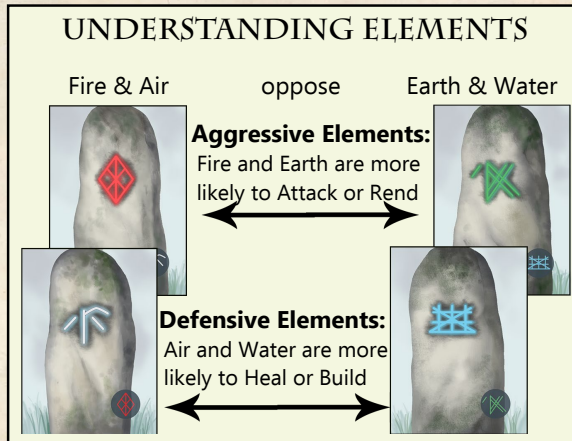 UNDERSTANDING ELEMENTS
Fire & Air oppose Earth & Water
Aggressive Elements:
Fire and Earth are more
likely to Attack or Rend
Defensive Elements:
Air and Water are more
likely to Heal or Build